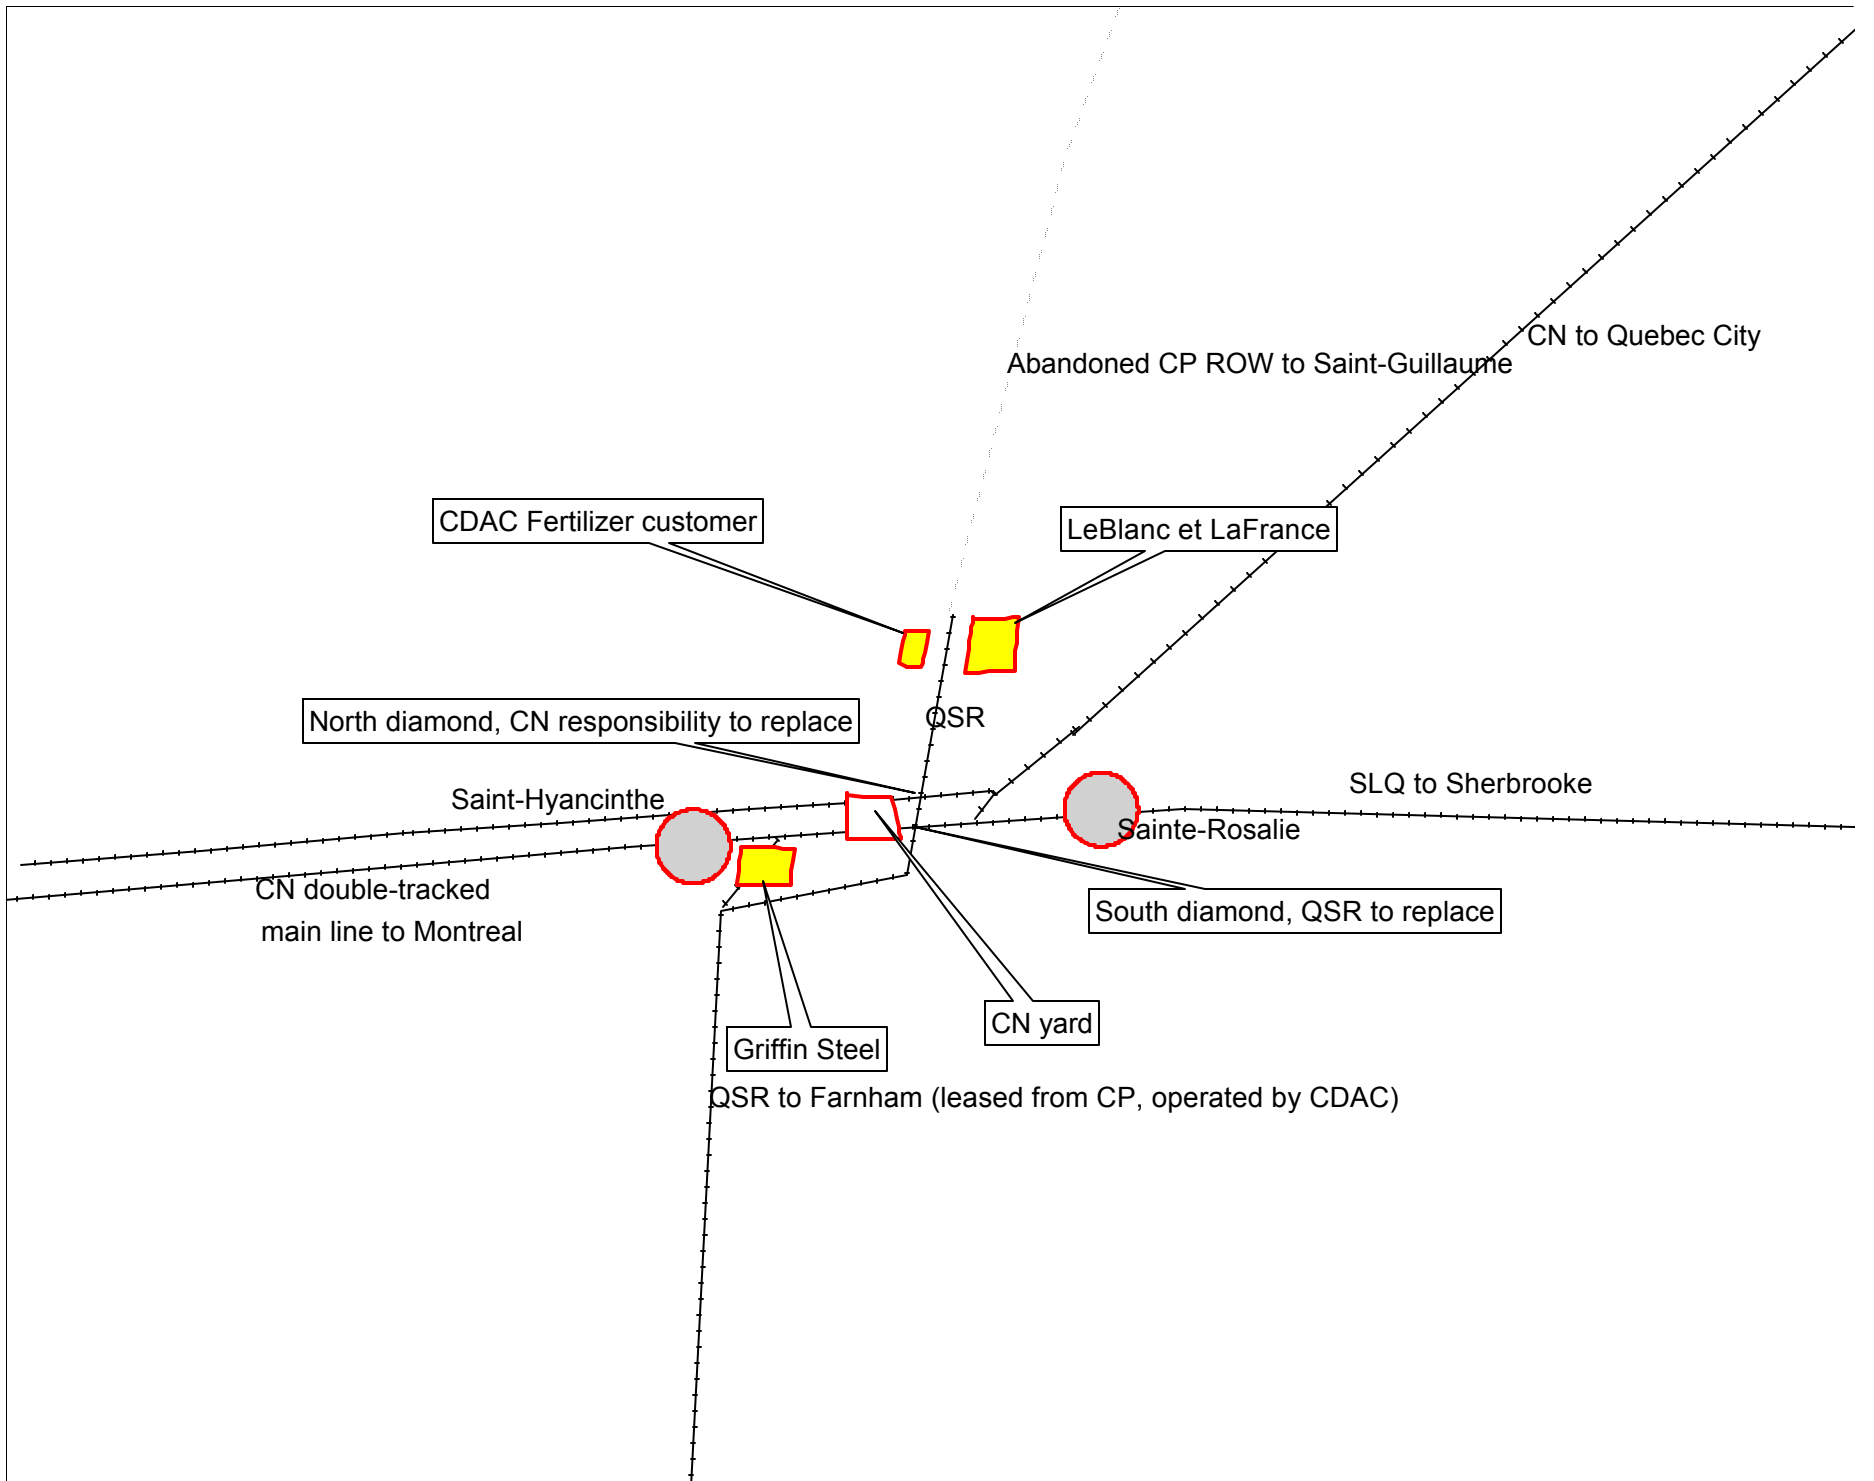 CN to Quebec City
Abandoned CP ROW to Saint-Guillaume
CDAC Fertilizer customer
LeBlanc et LaFrance
North diamond, CN responsibility to replace
QSR
SLQ to Sherbrooke
Saint-Hyancinthe
Sainte-Rosalie
CN double-tracked
main line to Montreal
South diamond, QSR to replace
CN yard
Griffin Steel
QSR to Farnham (leased from CP, operated by CDAC)